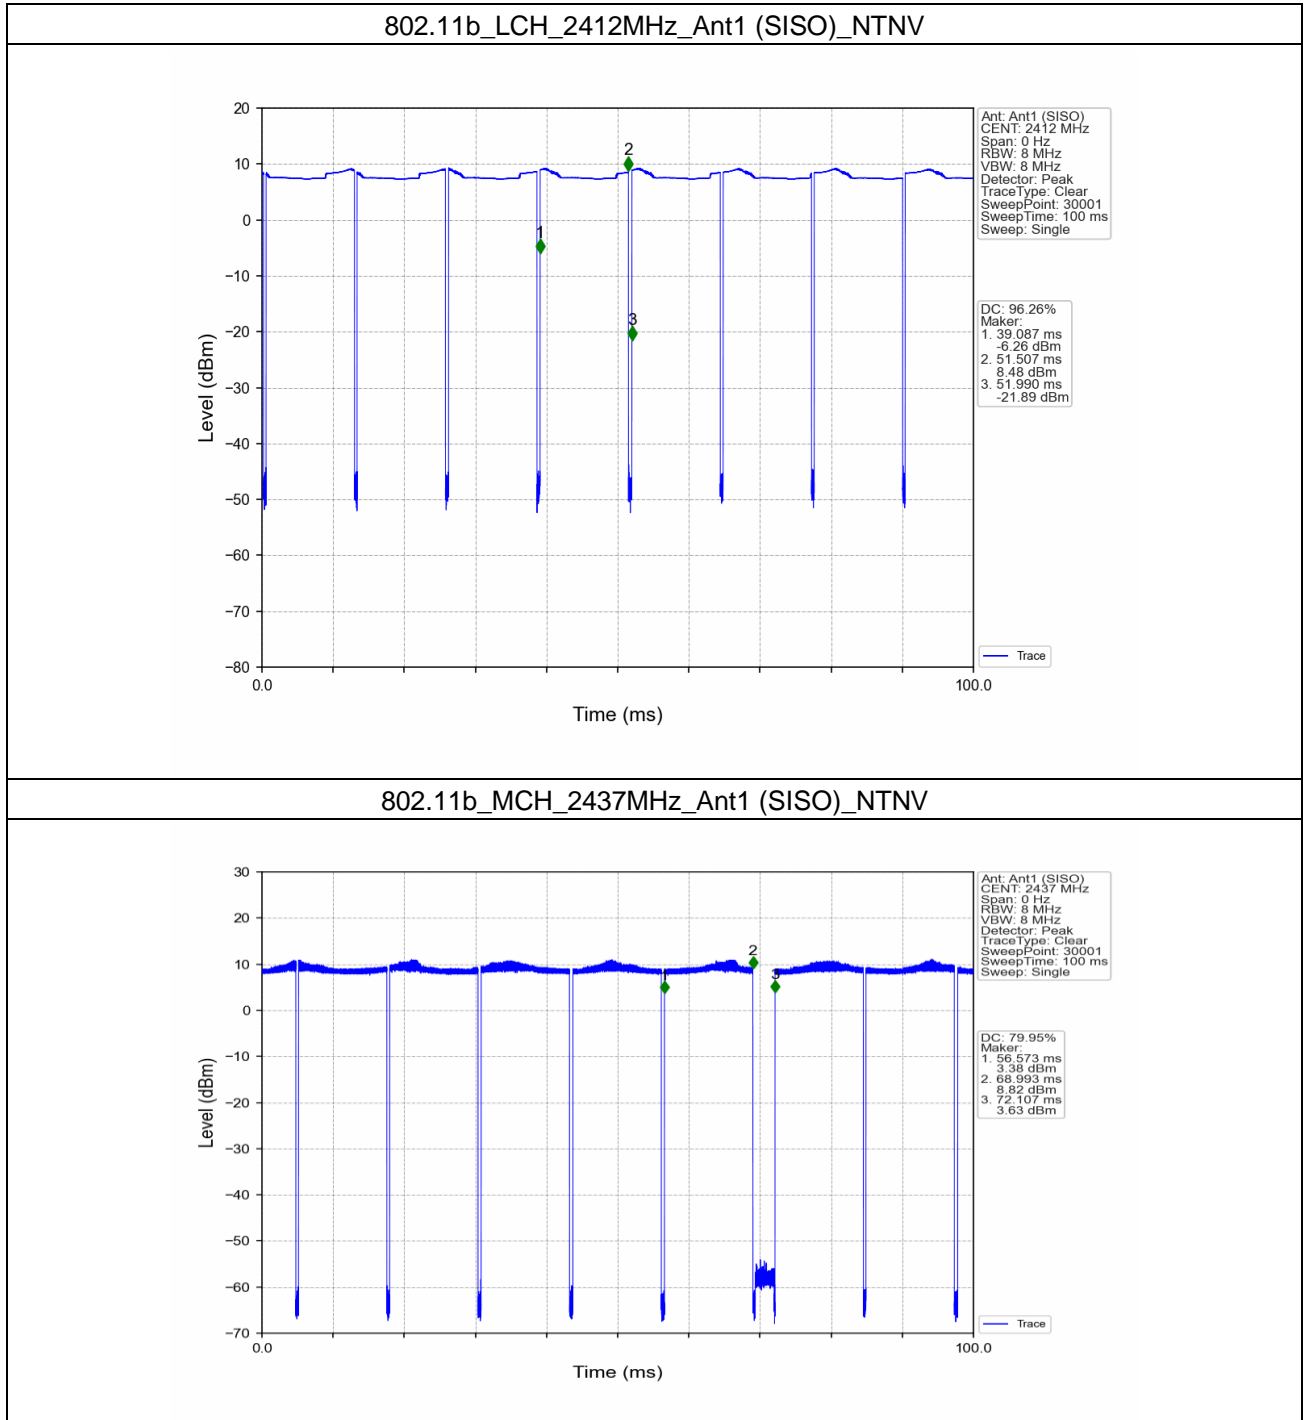 802.11b_LCH_2412MHz_Ant1 (SISO)_NTNV
20
10
0
−10
−20
−30
−40
−50
−60
−70
−80
Level (dBm)
1
2
3
0.0
100.0
Time (ms)
Ant: Ant1 (SISO)
CENT: 2412 MHz
Span: 0 Hz
RBW: 8 MHz
VBW: 8 MHz
Detector: Peak
TraceType: Clear
SweepPoint: 30001
SweepTime: 100 ms
Sweep: Single
DC: 96.26%
Maker:
1. 39.087 ms
-6.26 dBm
2. 51.507 ms
8.48 dBm
3. 51.990 ms
-21.89 dBm
Trace
802.11b_MCH_2437MHz_Ant1 (SISO)_NTNV
30
20
10
0
−10
−20
−30
−40
−50
−60
−70
Level (dBm)
1
2
3
0.0
100.0
Time (ms)
Ant: Ant1 (SISO)
CENT: 2437 MHz
Span: 0 Hz
RBW: 8 MHz
VBW: 8 MHz
Detector: Peak
TraceType: Clear
SweepPoint: 30001
SweepTime: 100 ms
Sweep: Single
DC: 79.95%
Maker:
1. 56.573 ms
3.38 dBm
2. 68.993 ms
8.82 dBm
3. 72.107 ms
3.63 dBm
Trace